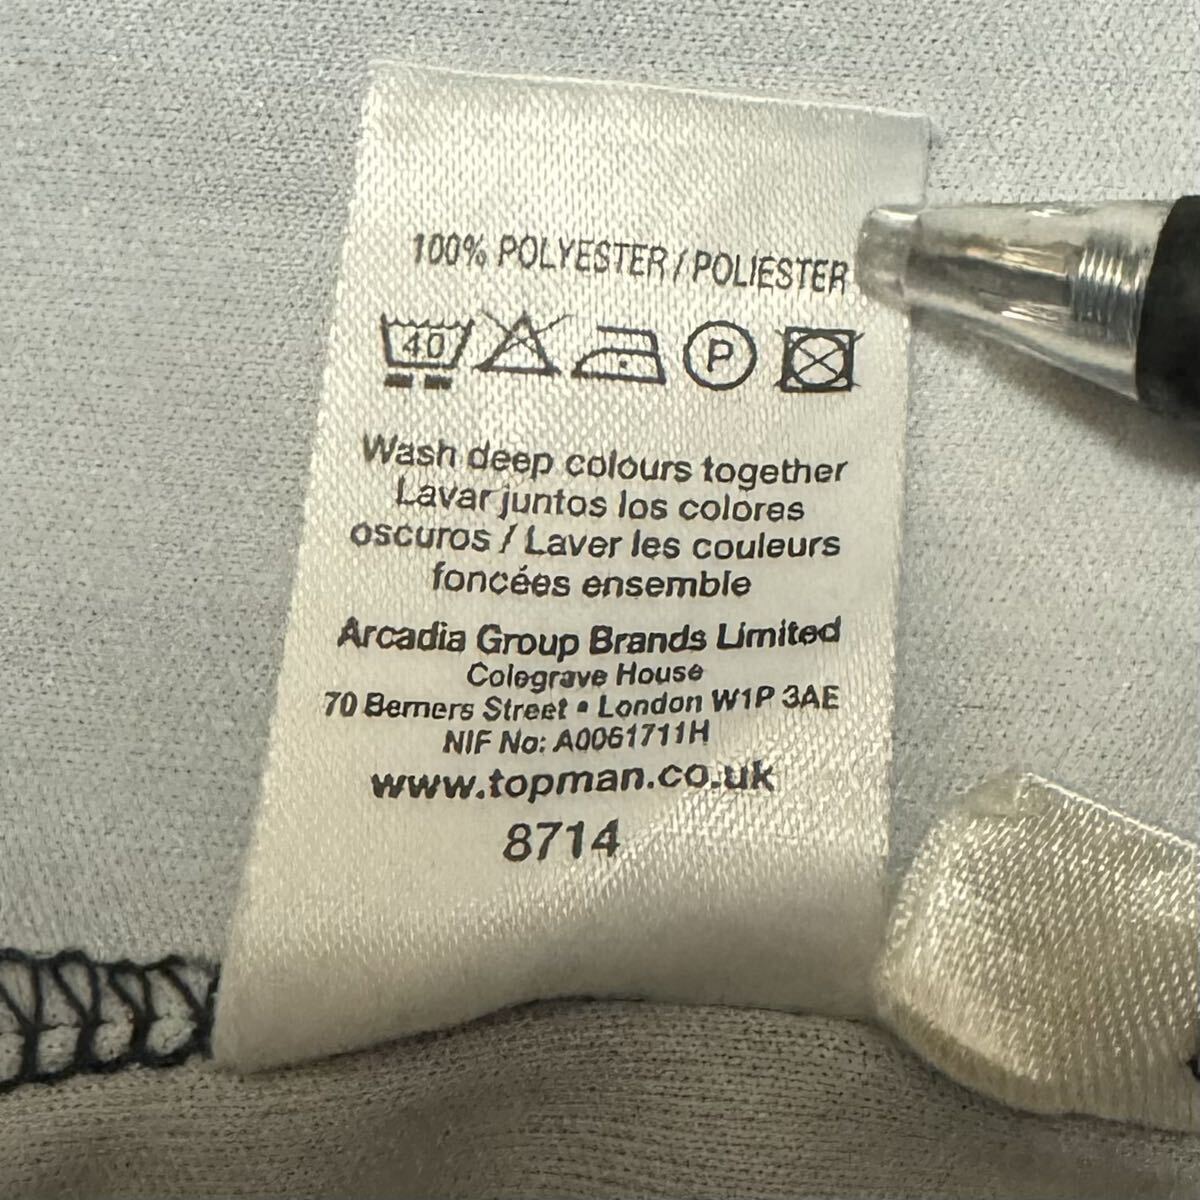 100% POLYESTER / POLIESTER
40 P
Wash deep colours together
Lavar juntos los colores
oscuros / Laver les couleurs
foncées ensemble
Arcadia Group Brands Limited
Colegrave House
70 Berners Street • London W1P 3AE
NIF No: A0061711H
www.topman.co.uk
8714